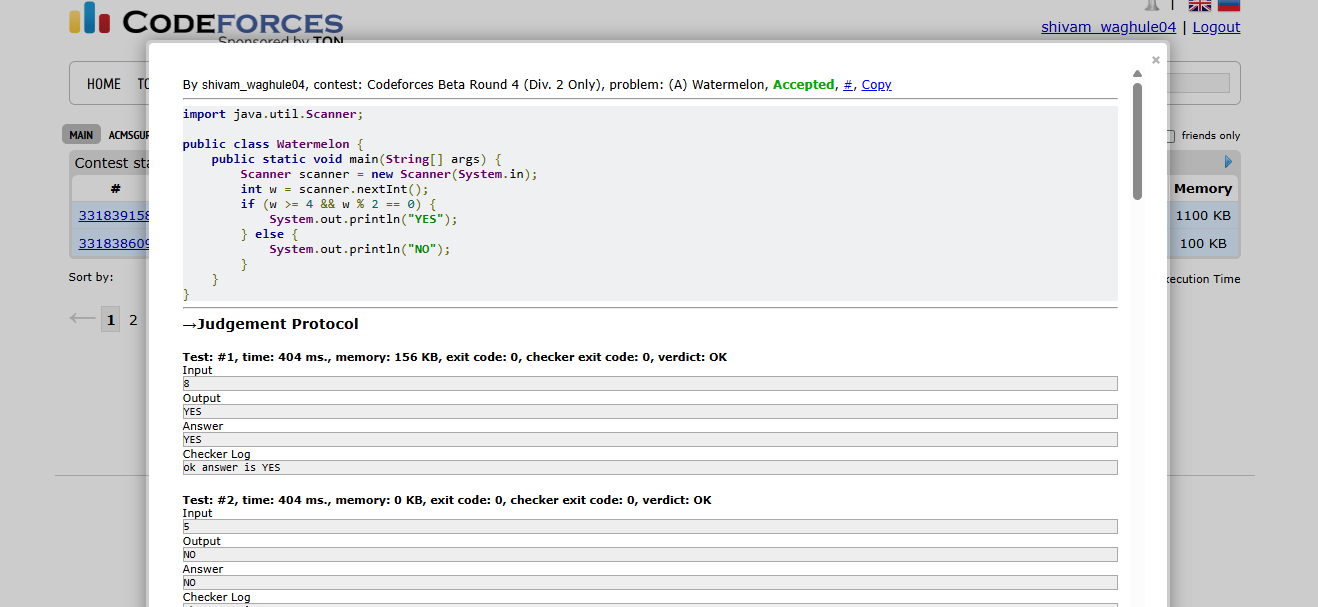 CODEFORCES
Sponsored by TON
shivam_waghule04 | Logout
HOME
×
By shivam_waghule04, contest: Codeforces Beta Round 4 (Div. 2 Only), problem: (A) Watermelon, Accepted, #, Copy
import java.util.Scanner;
public class Watermelon {
    public static void main(String[] args) {
        Scanner scanner = new Scanner(System.in);
        int w = scanner.nextInt();
        if (w >= 4 && w % 2 == 0) {
            System.out.println("YES");
        } else {
            System.out.println("NO");
        }
    }
}
MAIN ACMSGUR
friends only
Contest sta
# Memory
331839158 1100 KB
331838609 100 KB
Sort by: ecution Time
← 1 2
→Judgement Protocol
Test: #1, time: 404 ms., memory: 156 KB, exit code: 0, checker exit code: 0, verdict: OK
Input
8
Output
YES
Answer
YES
Checker Log
ok answer is YES
Test: #2, time: 404 ms., memory: 0 KB, exit code: 0, checker exit code: 0, verdict: OK
Input
5
Output
NO
Answer
NO
Checker Log